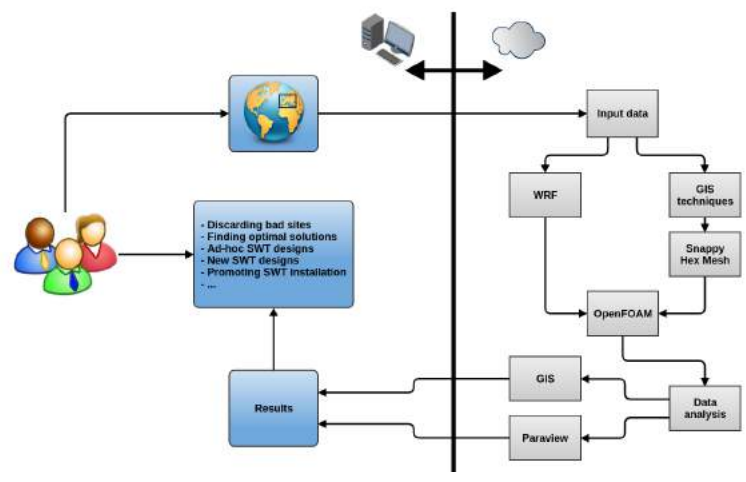 Input data
WRF
GIS
techniques
- Discarding bad sites
- Finding optimal solutions
- Ad-hoc SWT designs
- New SWT designs
- Promoting SWT installation
- ...
Snappy
Hex Mesh
OpenFOAM
GIS
Results
Data
analysis
Paraview